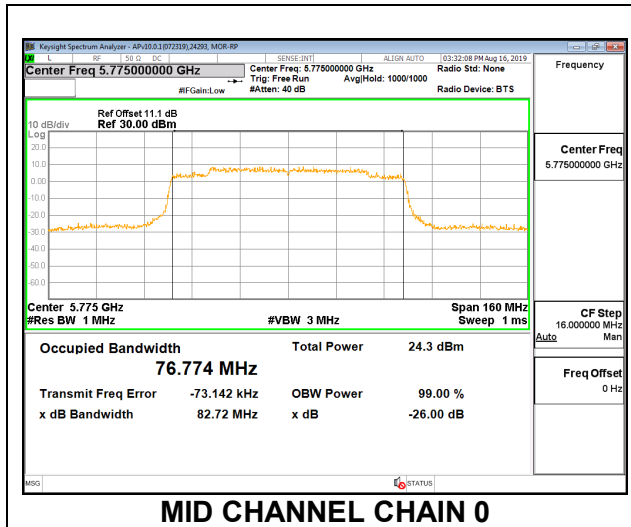 Keysight Spectrum Analyzer - APv10.0.1(072319),24293, MOR-RP
L RF 50 Ω DC SENSE:INT ALIGN AUTO 03:32:08 PM Aug 16, 2019
Center Freq 5.775000000 GHz
Center Freq: 5.775000000 GHz
Radio Std: None
Trig: Free Run Avg|Hold: 1000/1000
#IFGain:Low
#Atten: 40 dB
Radio Device: BTS
Frequency
Ref Offset 11.1 dB
10 dB/div Ref 30.00 dBm
Log
20.0
10.0
0.00
-10.0
-20.0
-30.0
-40.0
-50.0
-60.0
Center 5.775 GHz Span 160 MHz
#Res BW 1 MHz #VBW 3 MHz Sweep 1 ms
Center Freq
5.775000000 GHz
CF Step
16.000000 MHz
Auto Man
Freq Offset
0 Hz
Occupied Bandwidth Total Power 24.3 dBm
76.774 MHz
Transmit Freq Error -73.142 kHz OBW Power 99.00 %
x dB Bandwidth 82.72 MHz x dB -26.00 dB
MSG STATUS
MID CHANNEL CHAIN 0